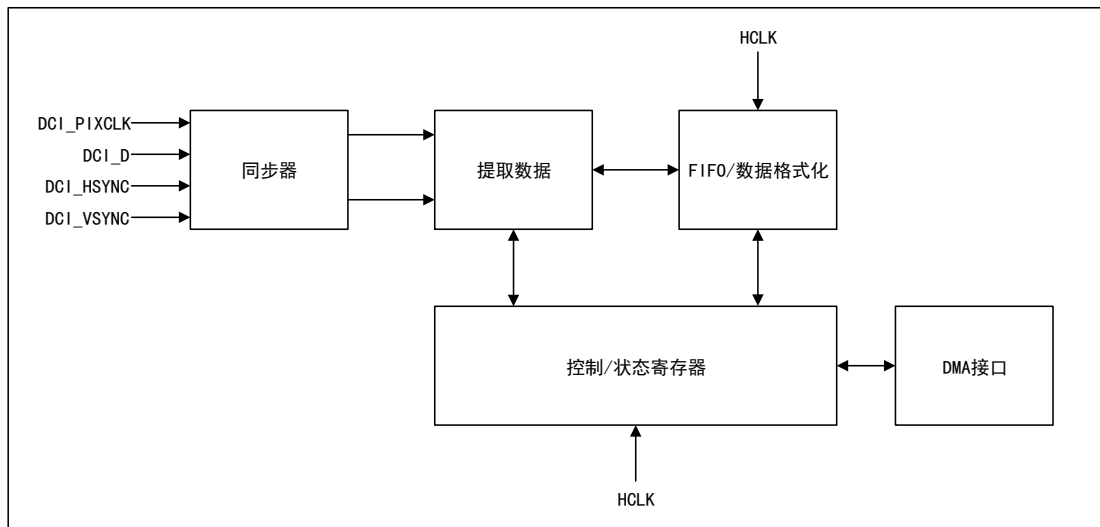 HCLK
DCI_PIXCLK
DCI_D
DCI_HSYNC
DCI_VSYNC
同步器
提取数据
FIFO/数据格式化
控制/状态寄存器
DMA接口
HCLK